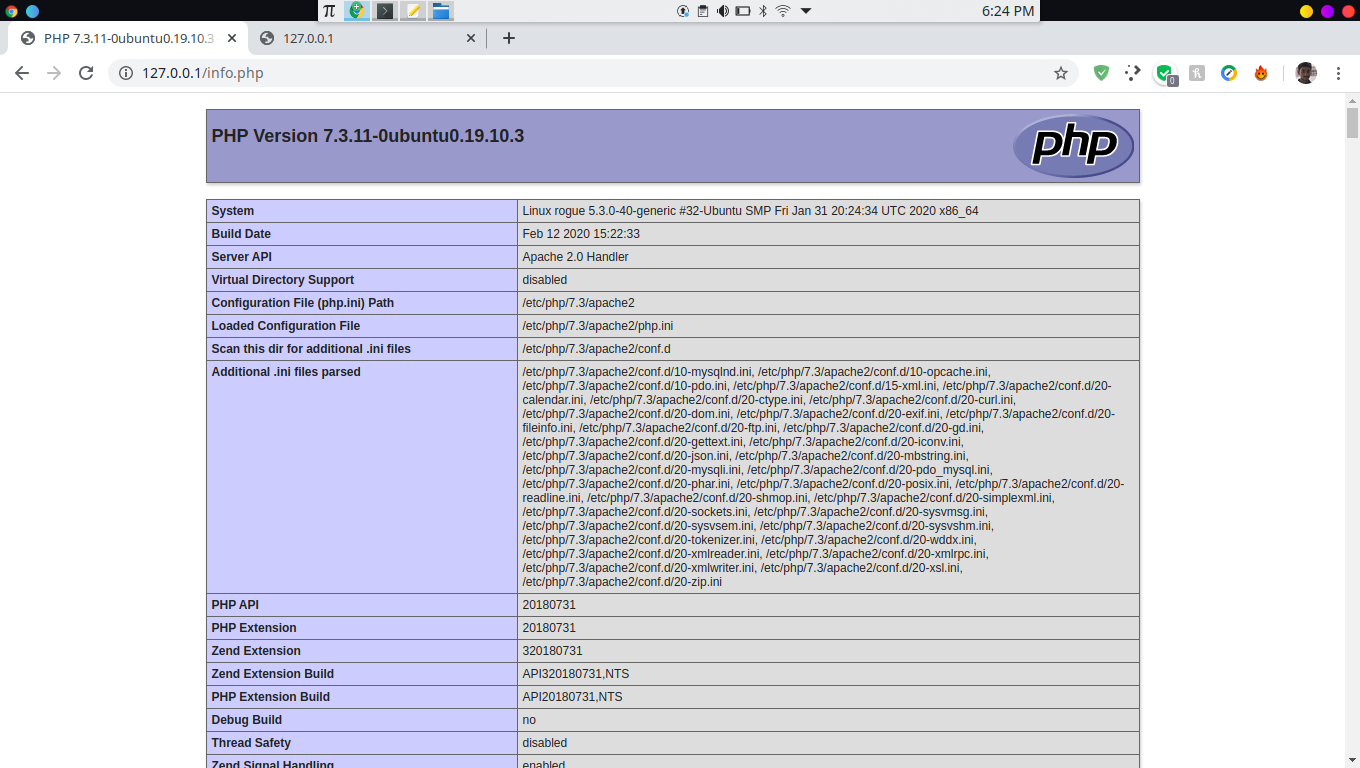 π 6:24 PM
PHP 7.3.11-0ubuntu0.19.10.3 127.0.0.1
127.0.0.1/info.php
0
PHP Version 7.3.11-0ubuntu0.19.10.3
php
System Linux rogue 5.3.0-40-generic #32-Ubuntu SMP Fri Jan 31 20:24:34 UTC 2020 x86_64
Build Date Feb 12 2020 15:22:33
Server API Apache 2.0 Handler
Virtual Directory Support disabled
Configuration File (php.ini) Path /etc/php/7.3/apache2
Loaded Configuration File /etc/php/7.3/apache2/php.ini
Scan this dir for additional .ini files /etc/php/7.3/apache2/conf.d
Additional .ini files parsed /etc/php/7.3/apache2/conf.d/10-mysqlnd.ini, /etc/php/7.3/apache2/conf.d/10-opcache.ini,
/etc/php/7.3/apache2/conf.d/10-pdo.ini, /etc/php/7.3/apache2/conf.d/15-xml.ini, /etc/php/7.3/apache2/conf.d/20-
calendar.ini, /etc/php/7.3/apache2/conf.d/20-ctype.ini, /etc/php/7.3/apache2/conf.d/20-curl.ini,
/etc/php/7.3/apache2/conf.d/20-dom.ini, /etc/php/7.3/apache2/conf.d/20-exif.ini, /etc/php/7.3/apache2/conf.d/20-
fileinfo.ini, /etc/php/7.3/apache2/conf.d/20-ftp.ini, /etc/php/7.3/apache2/conf.d/20-gd.ini,
/etc/php/7.3/apache2/conf.d/20-gettext.ini, /etc/php/7.3/apache2/conf.d/20-iconv.ini,
/etc/php/7.3/apache2/conf.d/20-json.ini, /etc/php/7.3/apache2/conf.d/20-mbstring.ini,
/etc/php/7.3/apache2/conf.d/20-mysqli.ini, /etc/php/7.3/apache2/conf.d/20-pdo_mysql.ini,
/etc/php/7.3/apache2/conf.d/20-phar.ini, /etc/php/7.3/apache2/conf.d/20-posix.ini, /etc/php/7.3/apache2/conf.d/20-
readline.ini, /etc/php/7.3/apache2/conf.d/20-shmop.ini, /etc/php/7.3/apache2/conf.d/20-simplexml.ini,
/etc/php/7.3/apache2/conf.d/20-sockets.ini, /etc/php/7.3/apache2/conf.d/20-sysvmsg.ini,
/etc/php/7.3/apache2/conf.d/20-sysvsem.ini, /etc/php/7.3/apache2/conf.d/20-sysvshm.ini,
/etc/php/7.3/apache2/conf.d/20-tokenizer.ini, /etc/php/7.3/apache2/conf.d/20-wddx.ini,
/etc/php/7.3/apache2/conf.d/20-xmlreader.ini, /etc/php/7.3/apache2/conf.d/20-xmlrpc.ini,
/etc/php/7.3/apache2/conf.d/20-xmlwriter.ini, /etc/php/7.3/apache2/conf.d/20-xsl.ini,
/etc/php/7.3/apache2/conf.d/20-zip.ini
PHP API 20180731
PHP Extension 20180731
Zend Extension 320180731
Zend Extension Build API320180731,NTS
PHP Extension Build API20180731,NTS
Debug Build no
Thread Safety disabled
Zend Signal Handling enabled